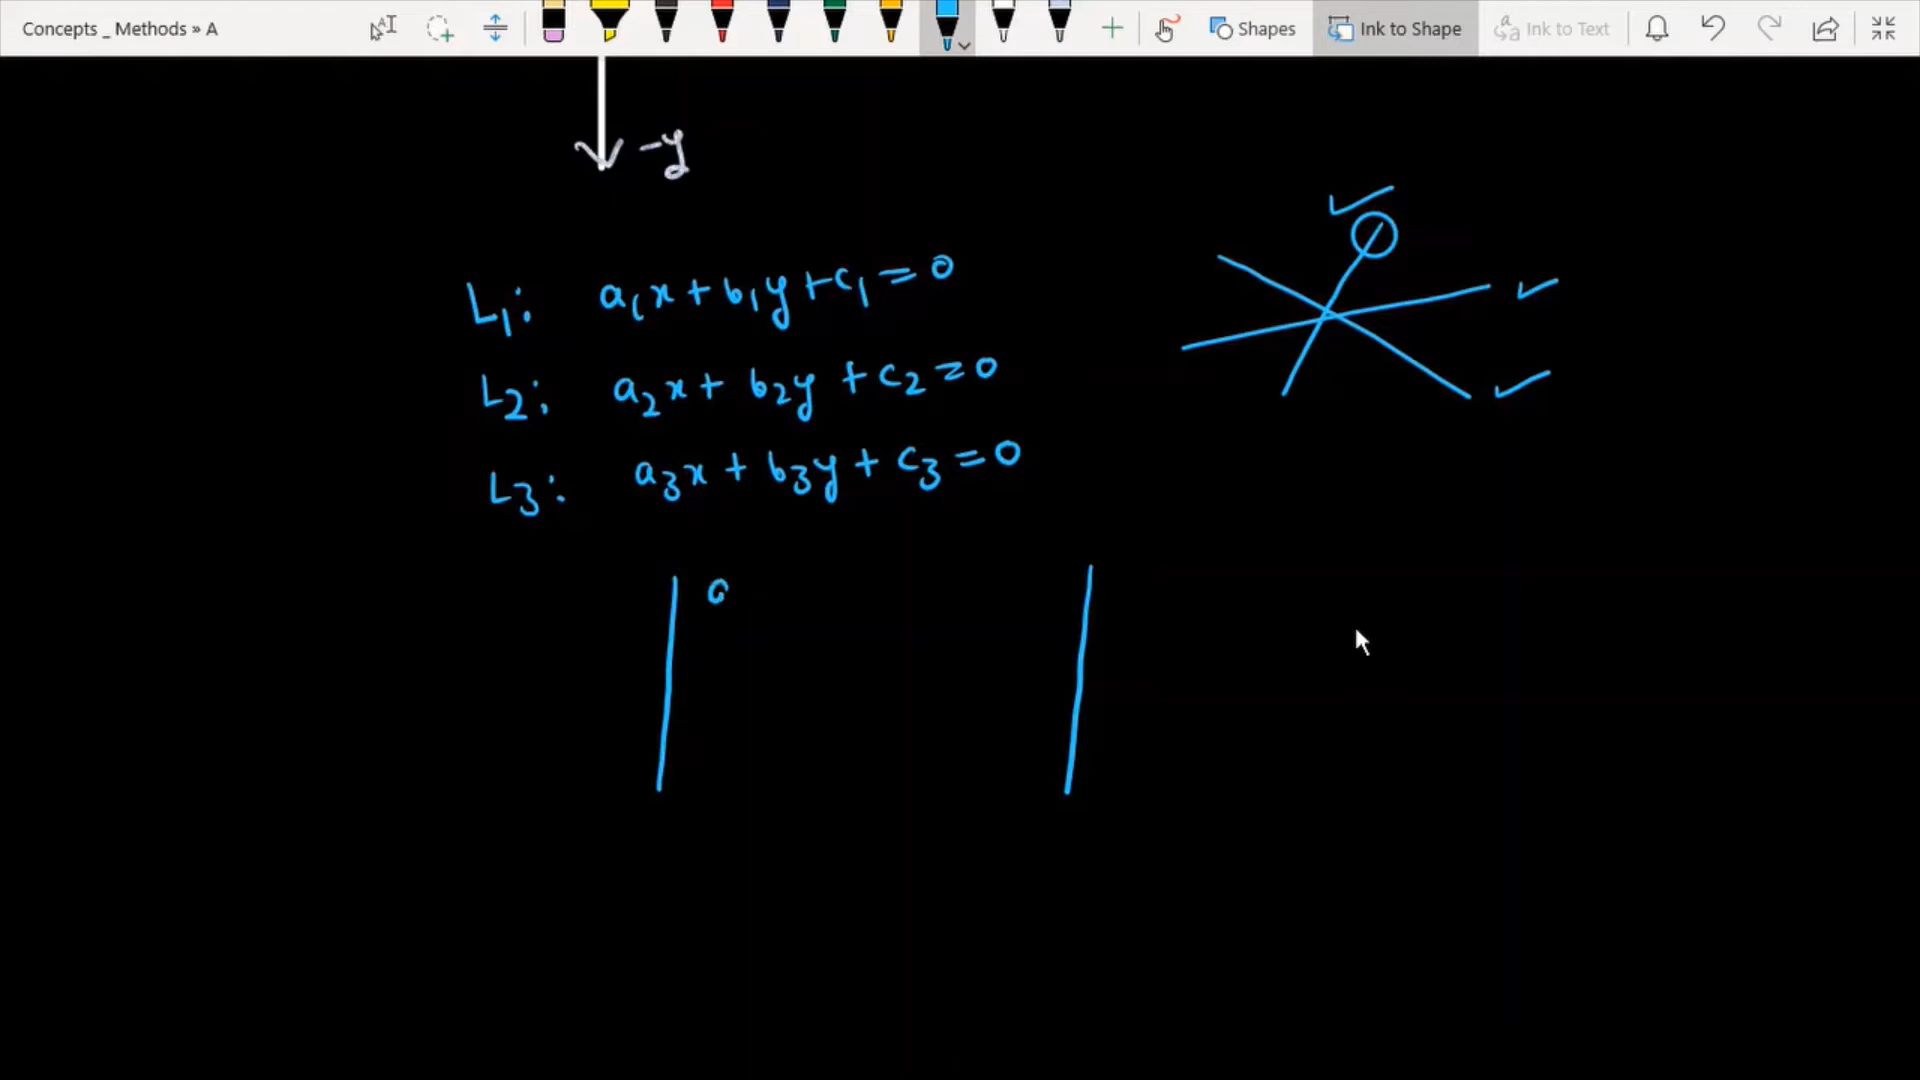 Concepts _ Methods » A
Shapes
Ink to Shape
Ink to Text
-y
L1: a1x + b1y + c1 = 0
L2: a2x + b2y + c2 = 0
L3: a3x + b3y + c3 = 0